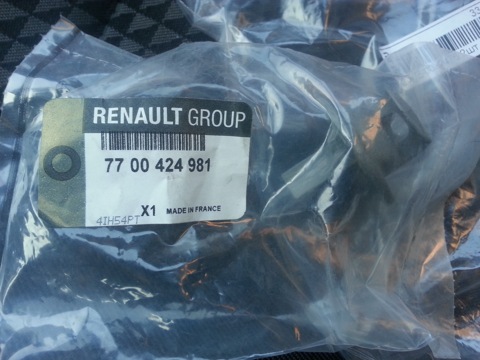 RENAULT GROUP
77 00 424 981
X1 MADE IN FRANCE
4IH54PT